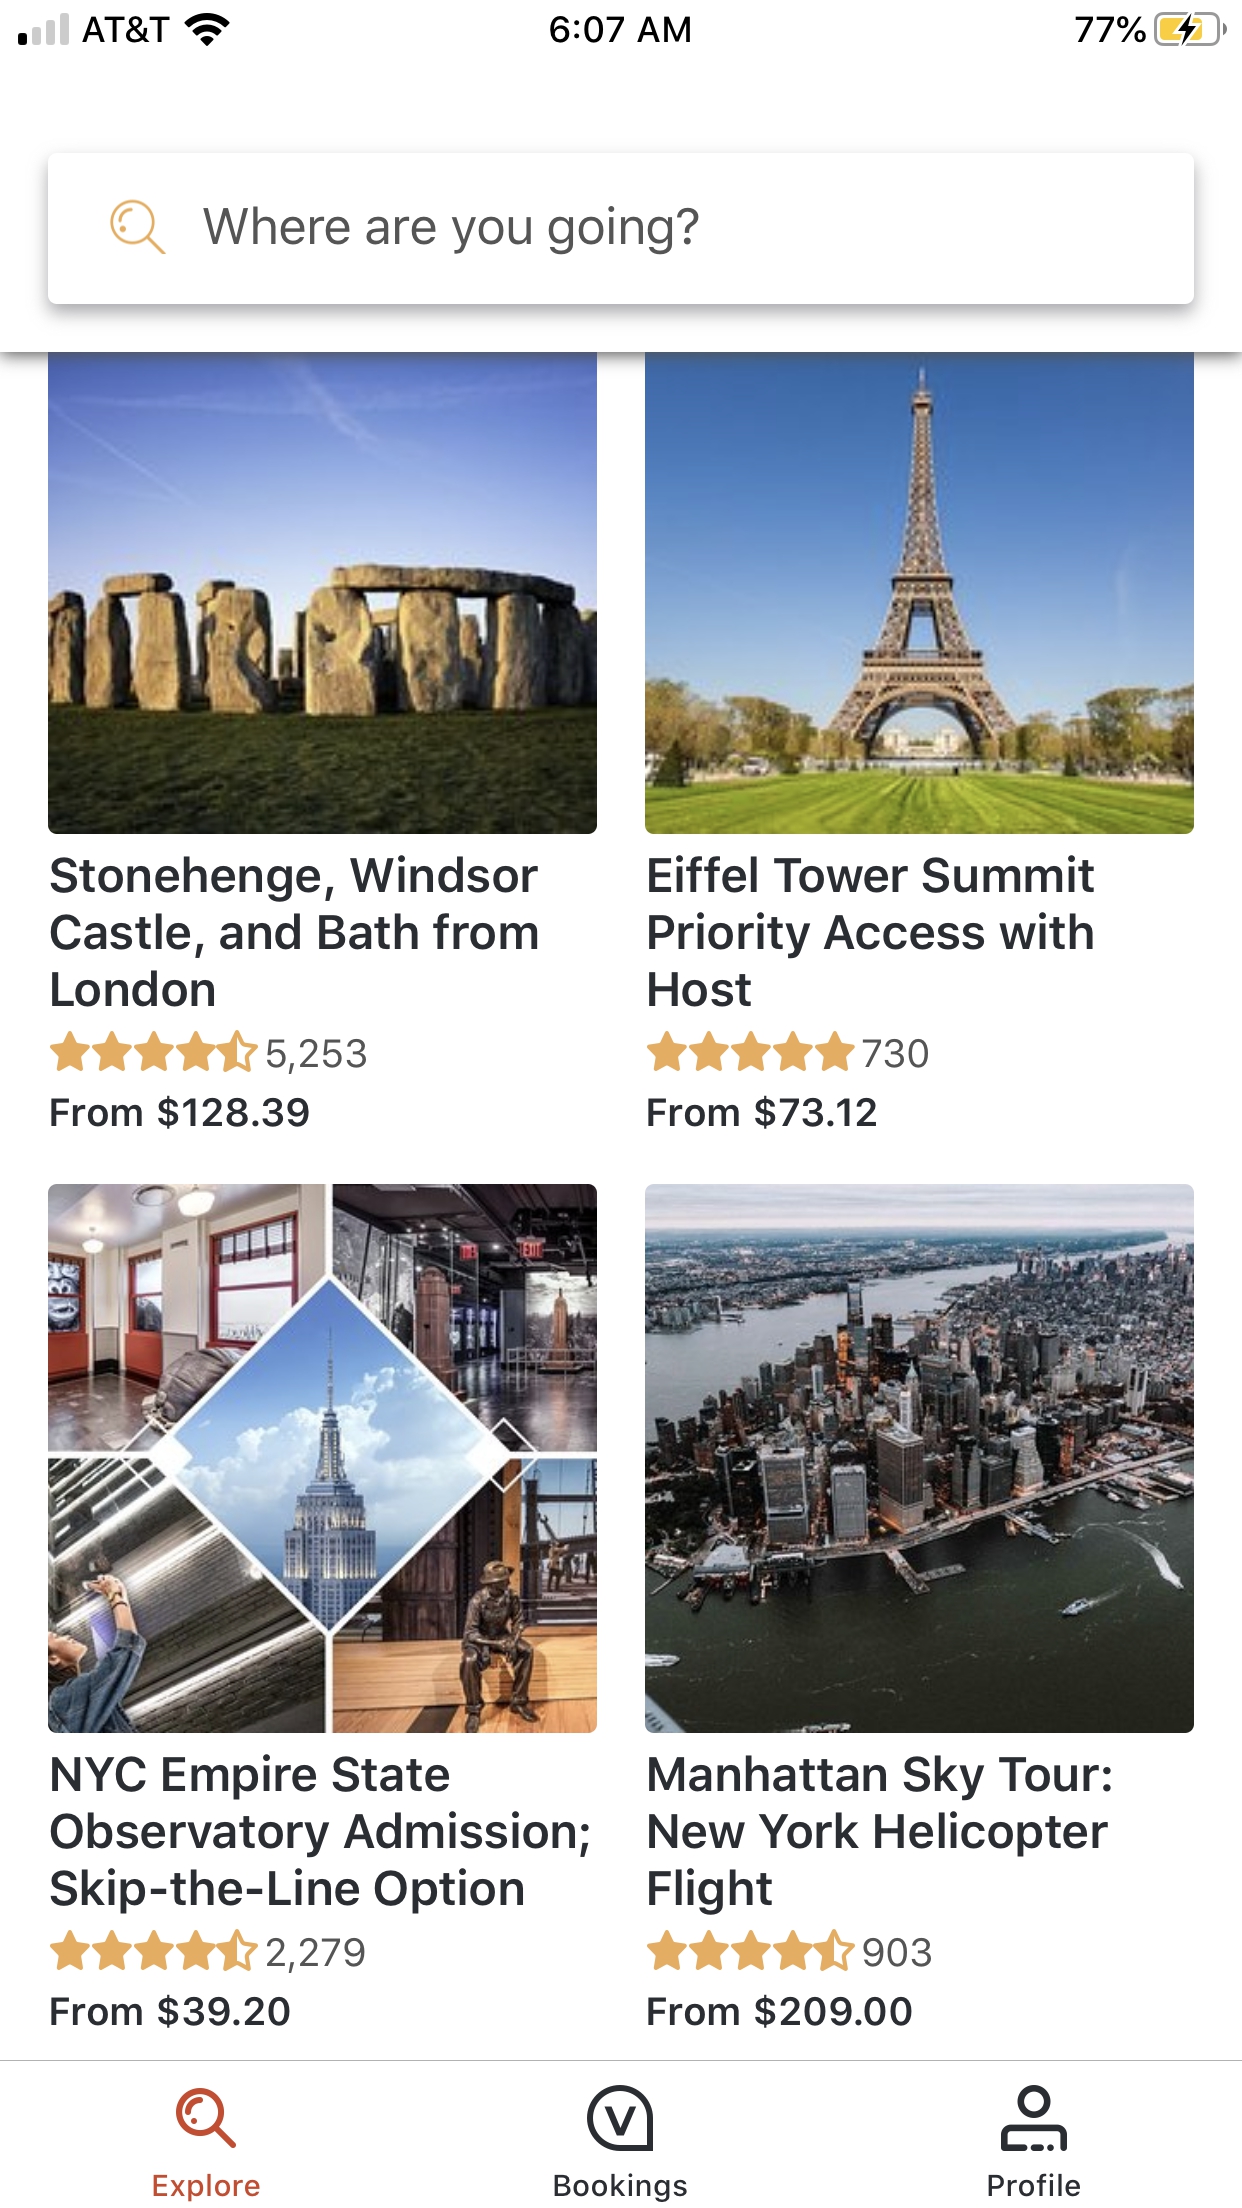 AT&T 6:07 AM 77%
Where are you going?
Stonehenge, Windsor
Castle, and Bath from
London
5,253
From $128.39
Eiffel Tower Summit
Priority Access with
Host
730
From $73.12
EXIT
NYC Empire State
Observatory Admission;
Skip-the-Line Option
2,279
From $39.20
Manhattan Sky Tour:
New York Helicopter
Flight
903
From $209.00
Explore
V
Bookings
Profile